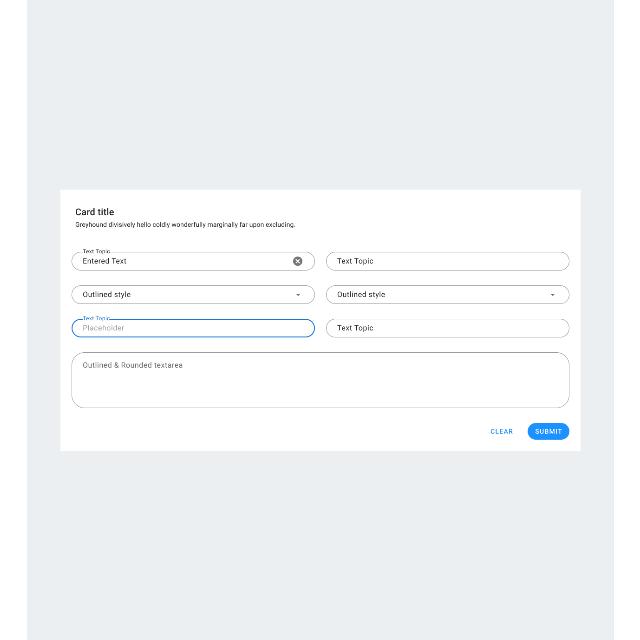 Card title
Greyhound divisively hello coldly wonderfully marginally far upon excluding.
Text Topic
Entered Text
Text Topic
Outlined style
Outlined style
Text Topic
Placeholder
Text Topic
Outlined & Rounded textarea
CLEAR
SUBMIT